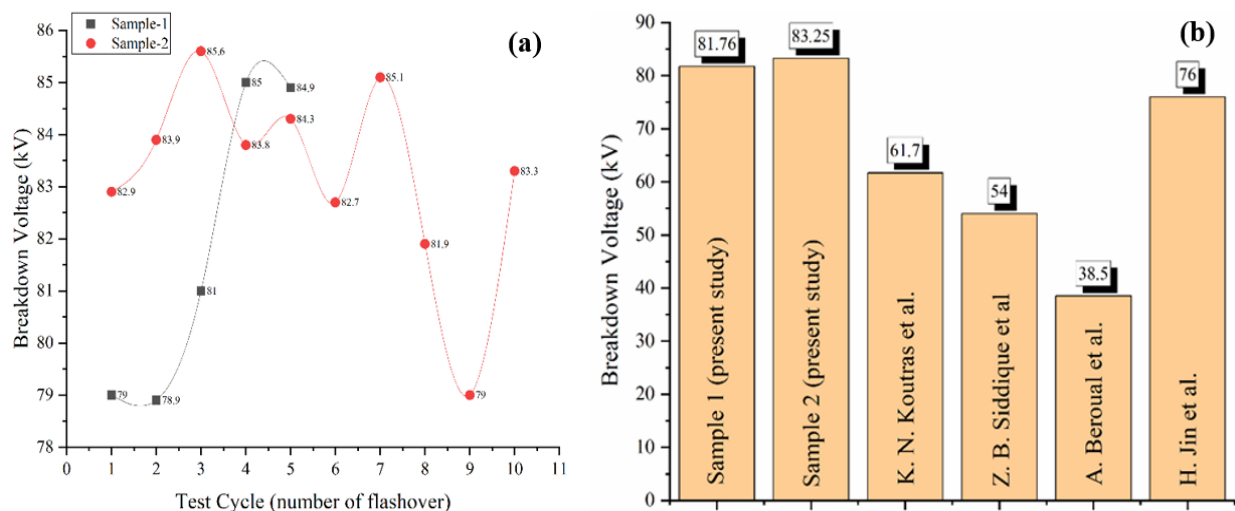 (a)
Sample-1
Sample-2
Breakdown Voltage (kV)
86
85
84
83
82
81
80
79
78
82.9
83.9
85.6
83.8
84.3
82.7
85.1
81.9
79
83.3
79
78.9
81
85
84.9
0 1 2 3 4 5 6 7 8 9 10 11
Test Cycle (number of flashover)
(b)
Breakdown Voltage (kV)
90
80
70
60
50
40
30
20
10
0
81.76
83.25
61.7
54
38.5
76
Sample 1 (present study)
Sample 2 (present study)
K. N. Koutras et al.
Z. B. Siddique et al
A. Beroual et al.
H. Jin et al.